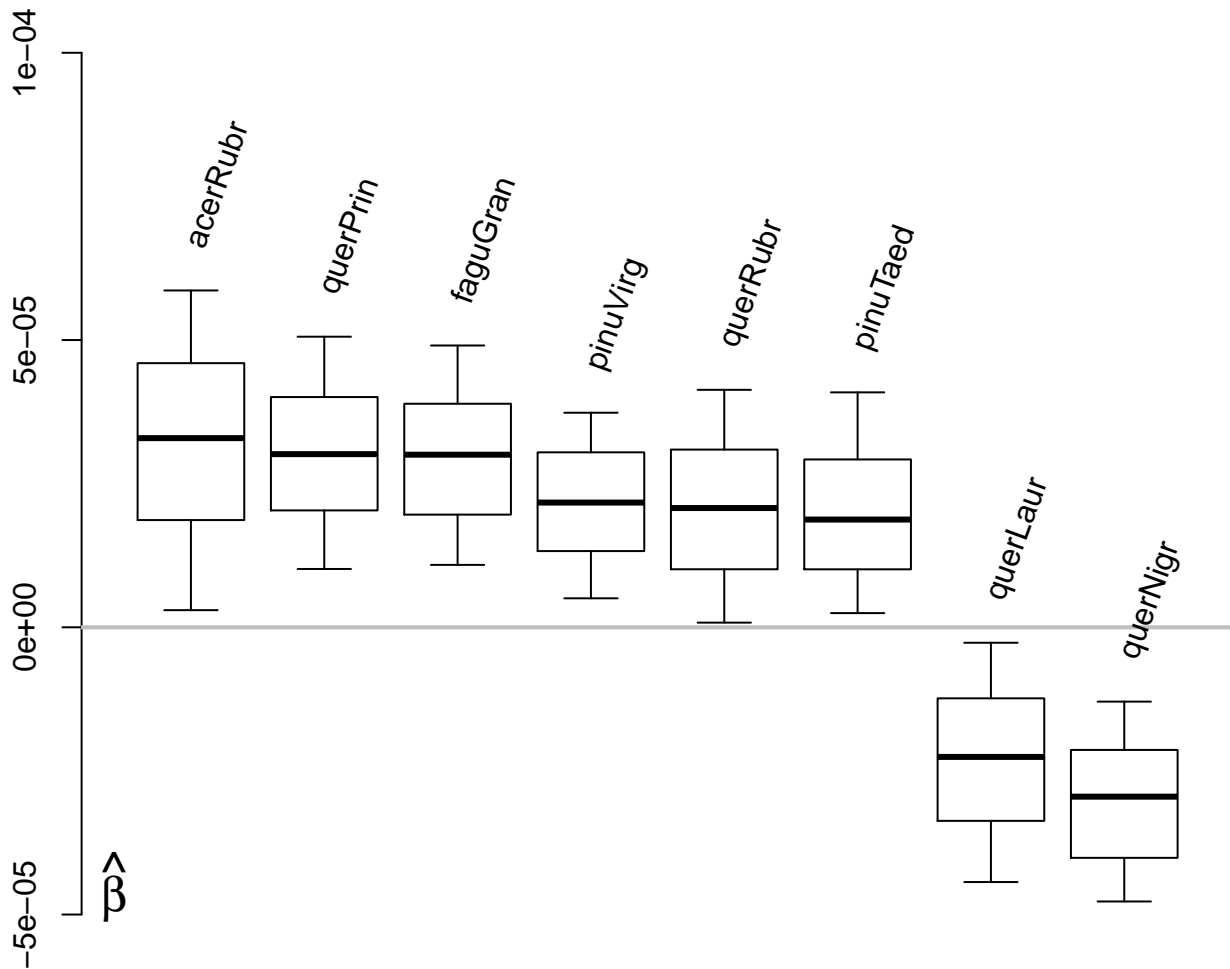 1e−04
5e−05
0e+00
−5e−05
acerRubr
querPrin
faguGran
pinuVirg
querRubr
pinuTaed
querLaur
querNigr
β̂